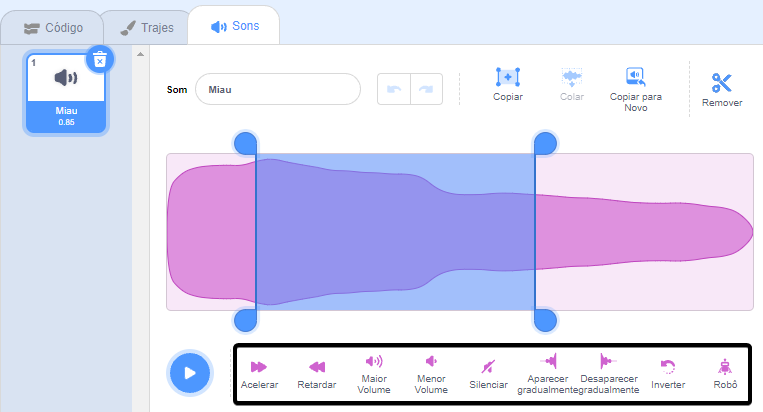 Código
Trajes
Sons
1
Miau
0.85
Som
Miau
Copiar
Colar
Copiar para
Novo
Remover
Acelerar
Retardar
Maior
Volume
Menor
Volume
Silenciar
Aparecer
gradualmente
Desaparecer
gradualmente
Inverter
Robô